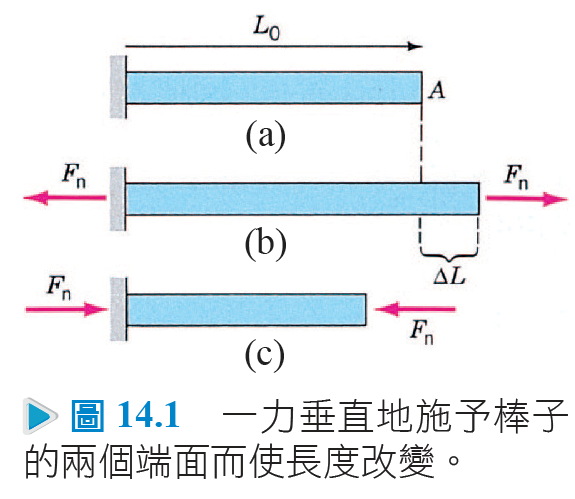 L₀
A
(a)
Fₙ Fₙ
(b)
ΔL
Fₙ
Fₙ
(c)
圖 14.1 一力垂直地施予棒子
的兩個端面而使長度改變。